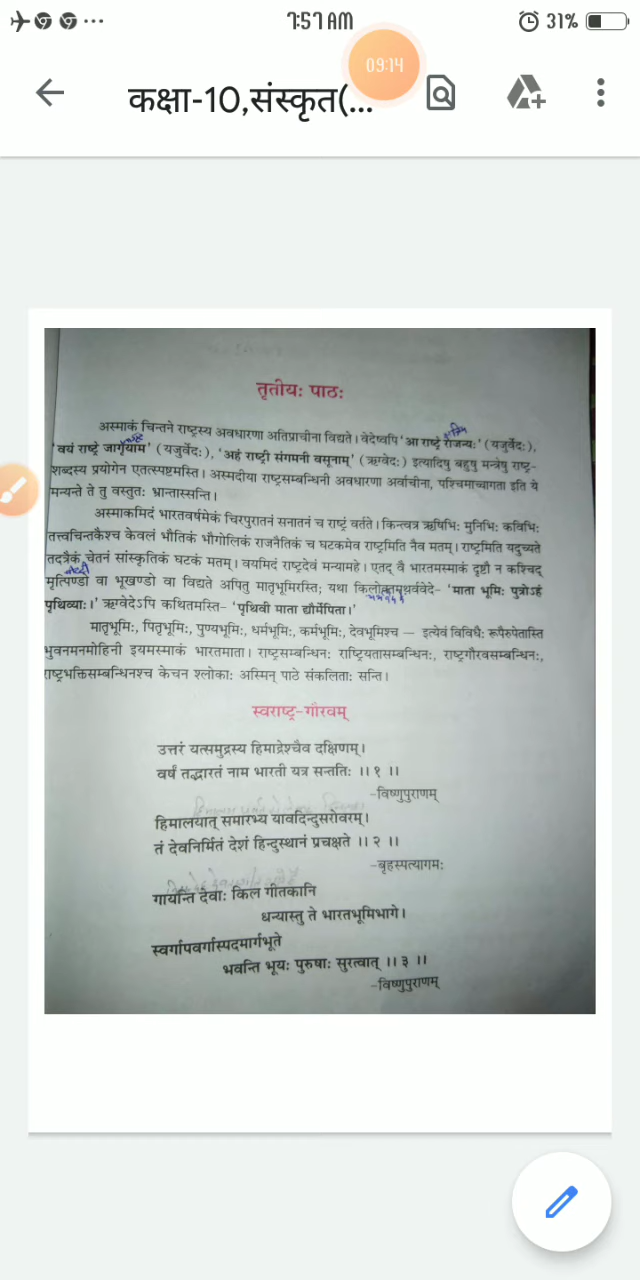 7:57 AM
31%
09:14
कक्षा-10,संस्कृत(...
तृतीयः पाठः
अस्माकं चिन्तने राष्ट्रस्य अवधारणा अतिप्राचीना विद्यते। वेदेष्वपि 'आ राष्ट्रे राजन्यः' (यजुर्वेदः),
'वयं राष्ट्रे जागृयाम' (यजुर्वेदः), 'अहं राष्ट्री संगमनी वसूनाम्' (ऋग्वेदः) इत्यादिषु बहुषु मन्त्रेषु राष्ट्र-
शब्दस्य प्रयोगेन एतत्स्पष्टमस्ति। अस्मदीया राष्ट्रसम्बन्धिनी अवधारणा अर्वाचीना, पश्चिमाच्चागता इति ये
मन्यन्ते ते तु वस्तुतः भ्रान्तास्सन्ति।
अस्माकमिदं भारतवर्षमेकं चिरपुरातनं सनातनं च राष्ट्रं वर्तते। किन्त्वत्र ऋषिभिः मुनिभिः कविभिः
तत्त्वचिन्तकैश्च केवलं भौतिकं भौगोलिकं राजनैतिकं च घटकमेव राष्ट्रमिति नैव मतम्। राष्ट्रमिति यदुच्यते
तदत्रैकं चेतनं सांस्कृतिकं घटकं मतम्। वयमिदं राष्ट्रदेवं मन्यामहे। एतद् वै भारतमस्माकं दृष्टौ न कश्चिद्
मृत्पिण्डो वा भूखण्डो वा विद्यते अपितु मातृभूमिरस्ति; यथा किलोक्तमथर्ववेदे- 'माता भूमिः पुत्रोऽहं
पृथिव्याः।' ऋग्वेदेऽपि कथितमस्ति- 'पृथिवी माता द्यौर्मेपिता।'
मातृभूमिः, पितृभूमिः, पुण्यभूमिः, धर्मभूमिः, कर्मभूमिः, देवभूमिश्च — इत्येवं विविधैः रूपैरुपेतास्ति
भुवनमनमोहिनी इयमस्माकं भारतमाता। राष्ट्रसम्बन्धिनः राष्ट्रियतासम्बन्धिनः, राष्ट्रगौरवसम्बन्धिनः,
राष्ट्रभक्तिसम्बन्धिनश्च केचन श्लोकाः अस्मिन् पाठे संकलिताः सन्ति।
स्वराष्ट्र-गौरवम्
उत्तरं यत्समुद्रस्य हिमाद्रेश्चैव दक्षिणम्।
वर्षं तद्भारतं नाम भारती यत्र सन्ततिः ।। १ ।।
-विष्णुपुराणम्
हिमालयात् समारभ्य यावदिन्दुसरोवरम्।
तं देवनिर्मितं देशं हिन्दुस्थानं प्रचक्षते ।। २ ।।
-बृहस्पत्यागमः
गायन्ति देवाः किल गीतकानि
धन्यास्तु ते भारतभूमिभागे।
स्वर्गापवर्गास्पदमार्गभूते
भवन्ति भूयः पुरुषाः सुरत्वात् ।। ३ ।।
-विष्णुपुराणम्